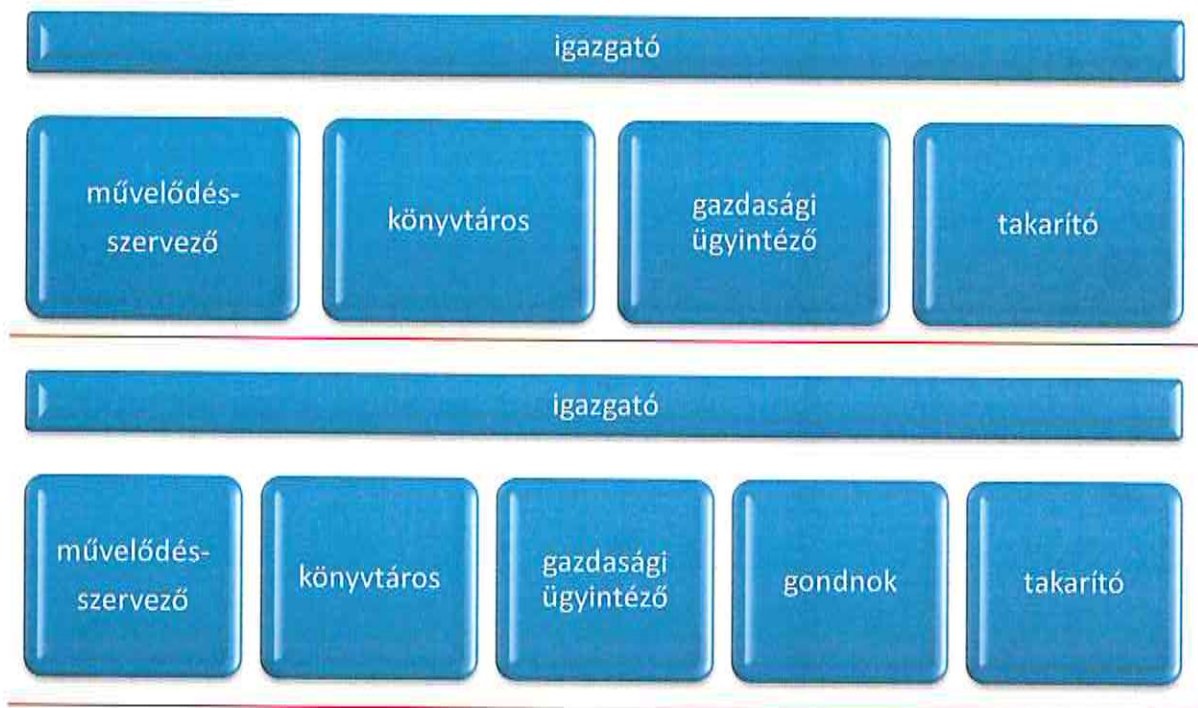 igazgató
művelődés-
szervező
könyvtáros
gazdasági
ügyintéző
takarító
igazgató
művelődés-
szervező
könyvtáros
gazdasági
ügyintéző
gondnok
takarító